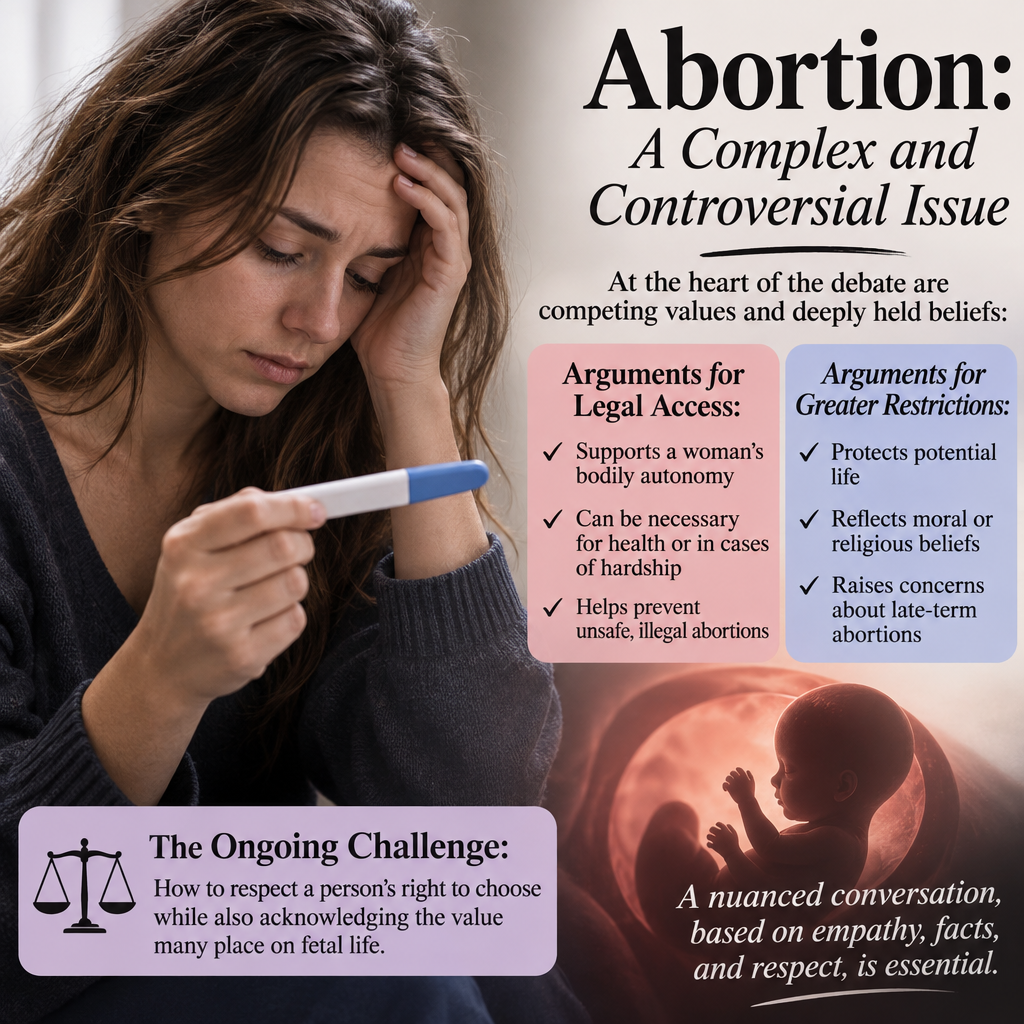 Abortion:
A Complex and
Controversial Issue
At the heart of the debate are
competing values and deeply held beliefs:
Arguments for
Legal Access:
✓ Supports a woman's
bodily autonomy
✓ Can be necessary
for health or in cases
of hardship
✓ Helps prevent
unsafe, illegal abortions
Arguments for
Greater Restrictions:
✓ Protects potential
life
✓ Reflects moral or
religious beliefs
✓ Raises concerns
about late-term
abortions
The Ongoing Challenge:
How to respect a person's right to choose
while also acknowledging the value
many place on fetal life.
A nuanced conversation,
based on empathy, facts,
and respect, is essential.